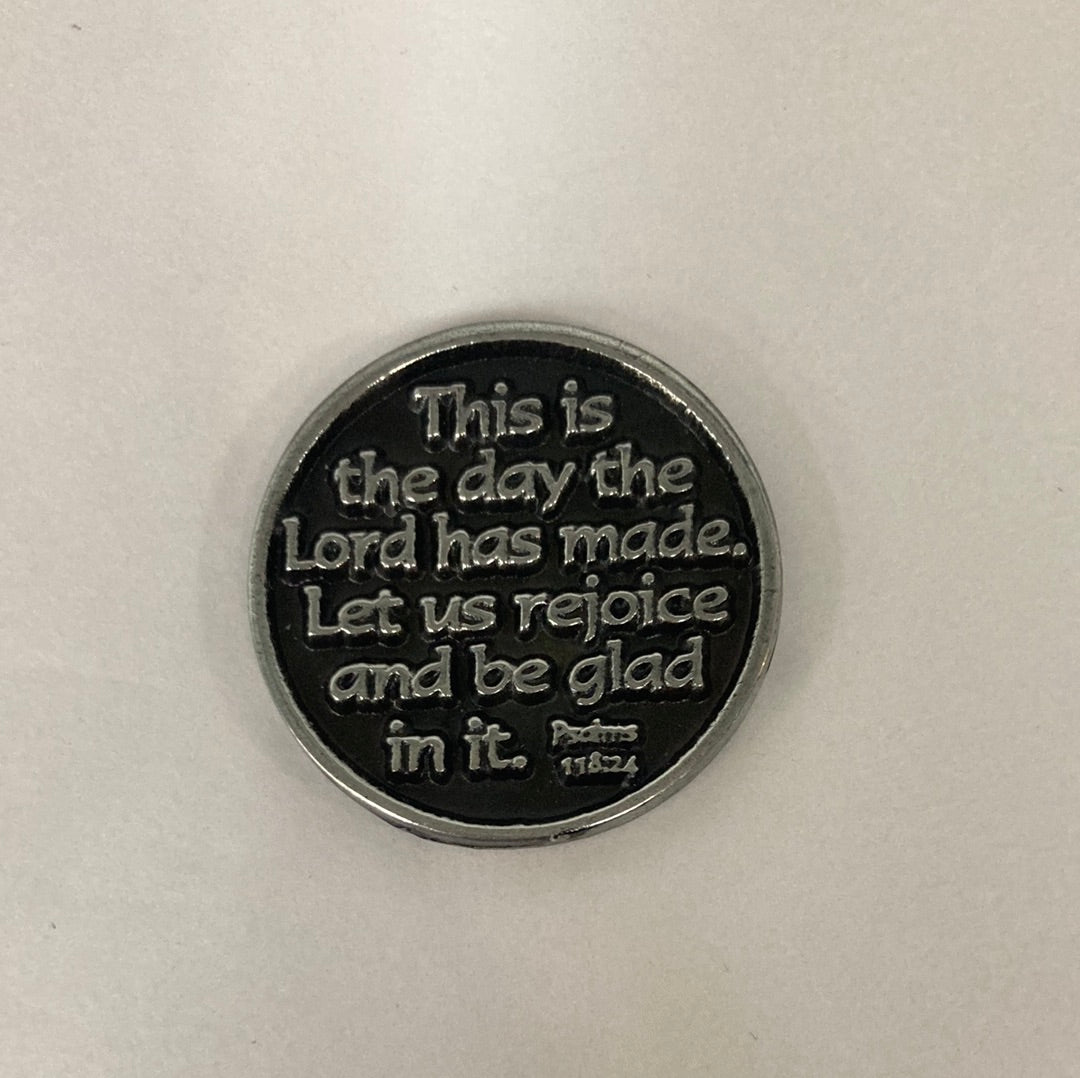 This is
the day the
Lord has made.
Let us rejoice
and be glad
in it. Psalms
118:24